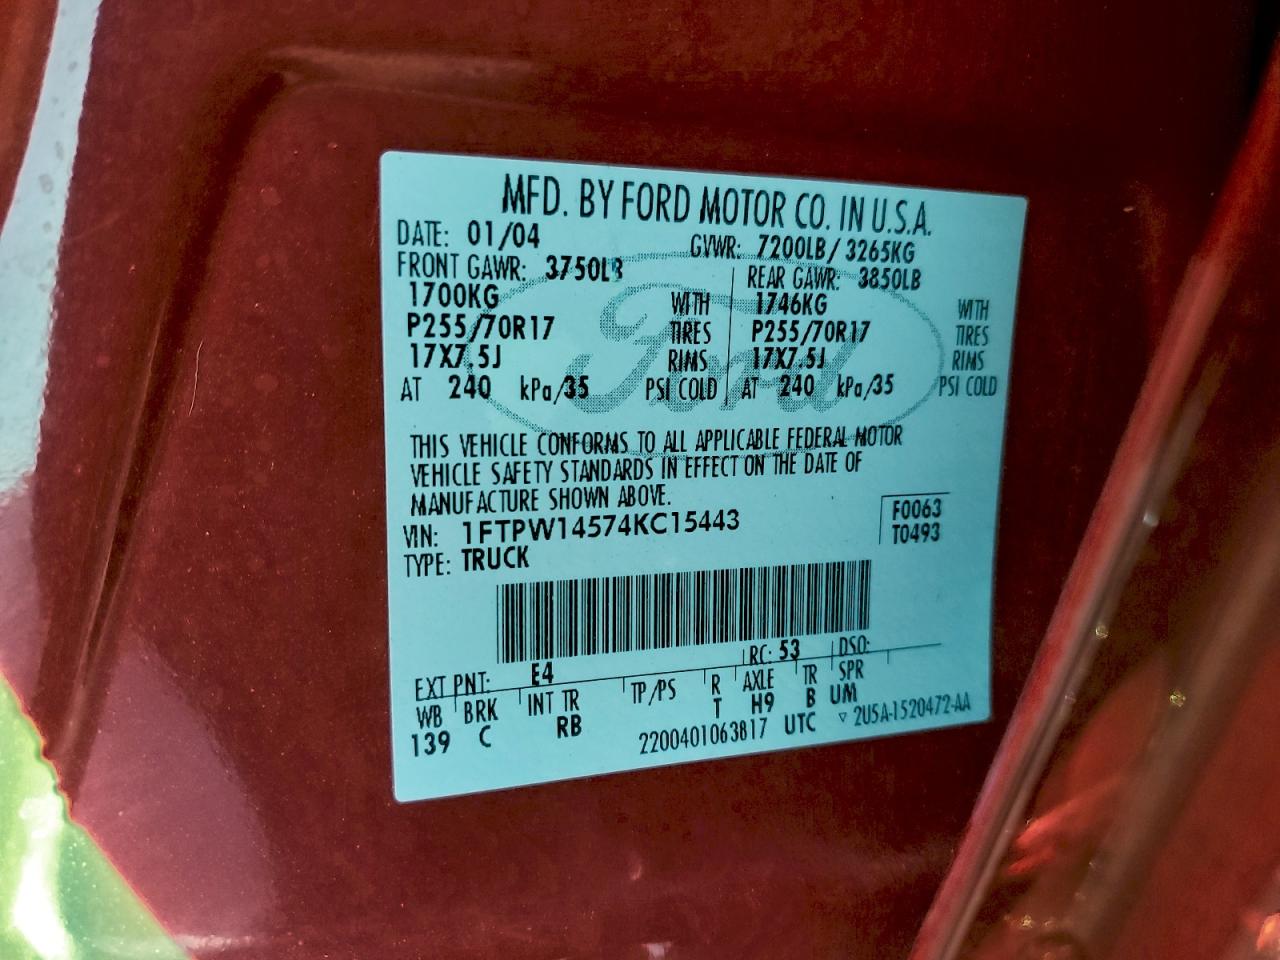 MFD. BY FORD MOTOR CO. IN U.S.A.
DATE: 01/04 GVWR: 7200LB/ 3265KG
FRONT GAWR: 3750LB REAR GAWR: 3850LB
1700KG WITH 1746KG WITH
P255/70R17 TIRES P255/70R17 TIRES
17X7.5J RIMS 17X7.5J RIMS
AT 240 kPa/35 PSI COLD AT 240 kPa/35 PSI COLD
Ford
THIS VEHICLE CONFORMS TO ALL APPLICABLE FEDERAL MOTOR
VEHICLE SAFETY STANDARDS IN EFFECT ON THE DATE OF
MANUFACTURE SHOWN ABOVE.
VIN: 1FTPW14574KC15443 F0063
TYPE: TRUCK T0493
EXT PNT: E4 RC: 53 DSO:
WB BRK INT TR TP/PS R AXLE TR SPR
139 C RB T H9 B UM
2200401063817 UTC ▽ 2U5A-1520472-AA